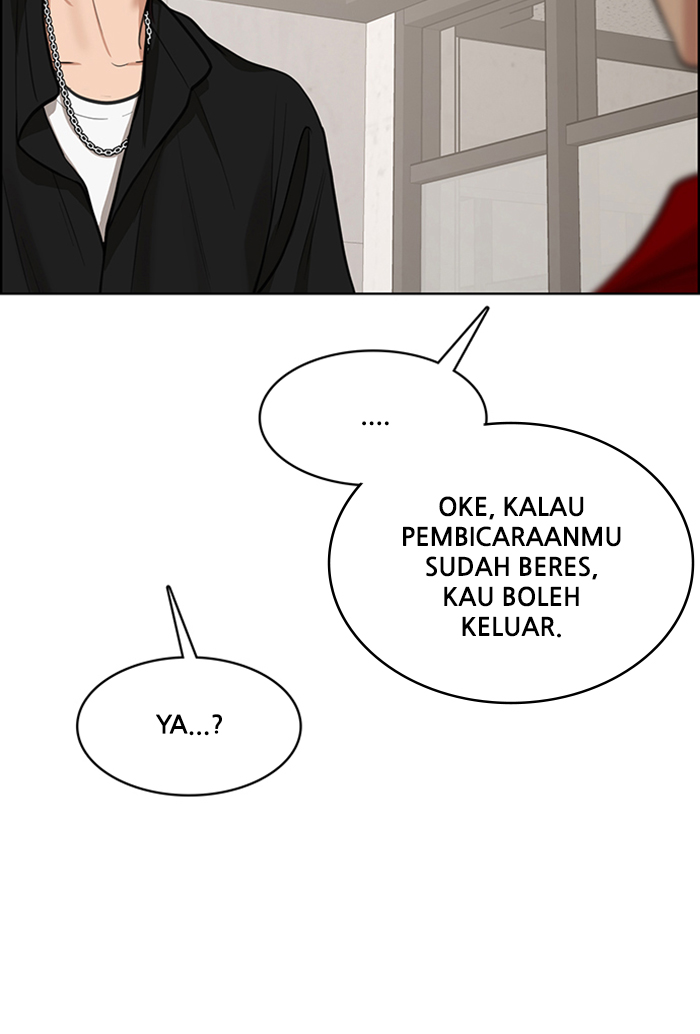 ....
OKE, KALAU
PEMBICARAANMU
SUDAH BERES,
KAU BOLEH
KELUAR.
YA...?